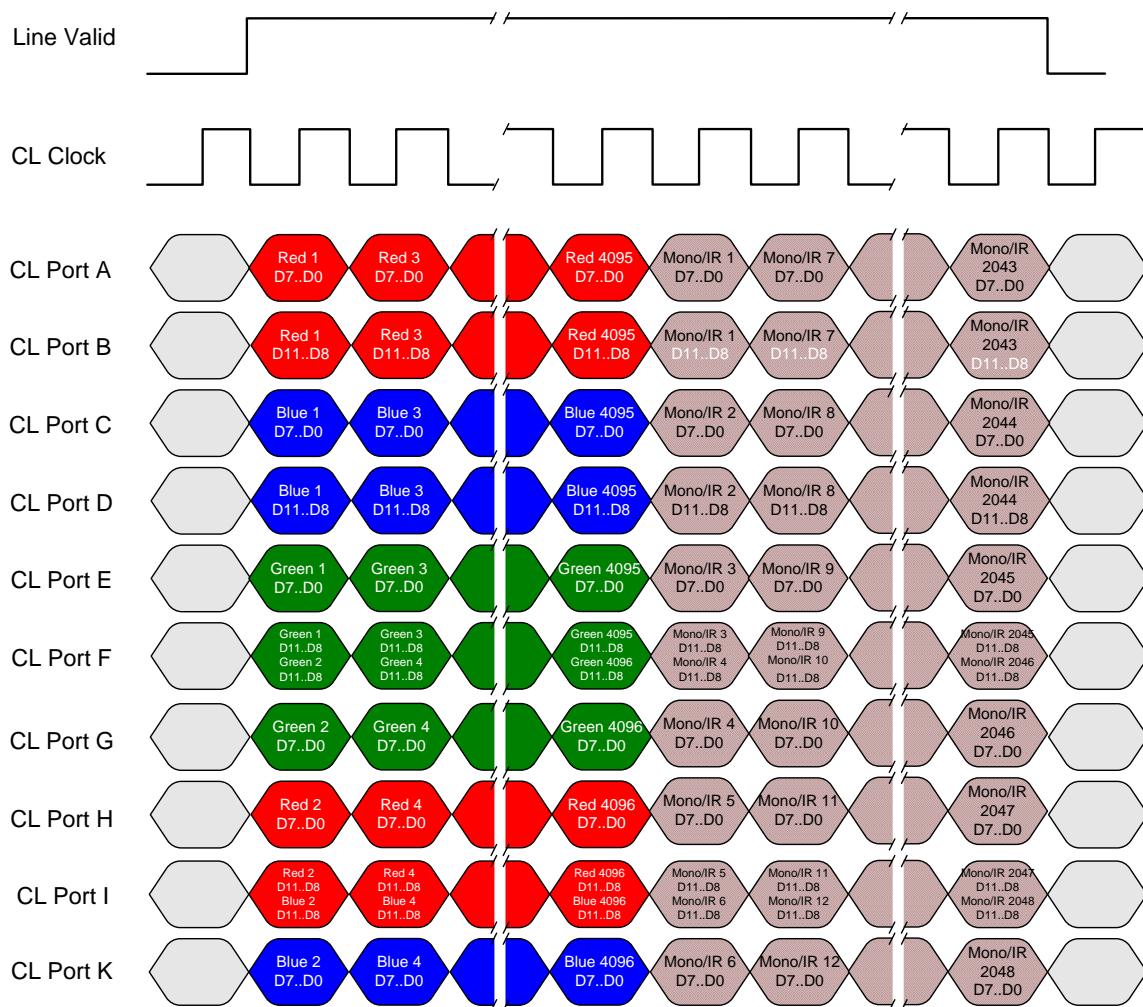 Line Valid
CL Clock
CL Port A
Red 1
D7..D0
Red 3
D7..D0
Red 4095
D7..D0
Mono/IR 1
D7..D0
Mono/IR 7
D7..D0
Mono/IR
2043
D7..D0
CL Port B
Red 1
D11..D8
Red 3
D11..D8
Red 4095
D11..D8
Mono/IR 1
D11..D8
Mono/IR 7
D11..D8
Mono/IR
2043
D11..D8
CL Port C
Blue 1
D7..D0
Blue 3
D7..D0
Blue 4095
D7..D0
Mono/IR 2
D7..D0
Mono/IR 8
D7..D0
Mono/IR
2044
D7..D0
CL Port D
Blue 1
D11..D8
Blue 3
D11..D8
Blue 4095
D11..D8
Mono/IR 2
D11..D8
Mono/IR 8
D11..D8
Mono/IR
2044
D11..D8
CL Port E
Green 1
D7..D0
Green 3
D7..D0
Green 4095
D7..D0
Mono/IR 3
D7..D0
Mono/IR 9
D7..D0
Mono/IR
2045
D7..D0
CL Port F
Green 1
D11..D8
Green 2
D11..D8
Green 3
D11..D8
Green 4
D11..D8
Green 4095
D11..D8
Green 4096
D11..D8
Mono/IR 3
D11..D8
Mono/IR 4
D11..D8
Mono/IR 9
D11..D8
Mono/IR 10
D11..D8
Mono/IR 2045
D11..D8
Mono/IR 2046
D11..D8
CL Port G
Green 2
D7..D0
Green 4
D7..D0
Green 4096
D7..D0
Mono/IR 4
D7..D0
Mono/IR 10
D7..D0
Mono/IR
2046
D7..D0
CL Port H
Red 2
D7..D0
Red 4
D7..D0
Red 4096
D7..D0
Mono/IR 5
D7..D0
Mono/IR 11
D7..D0
Mono/IR
2047
D7..D0
CL Port I
Red 2
D11..D8
Blue 2
D11..D8
Red 4
D11..D8
Blue 4
D11..D8
Red 4096
D11..D8
Blue 4096
D11..D8
Mono/IR 5
D11..D8
Mono/IR 6
D11..D8
Mono/IR 11
D11..D8
Mono/IR 12
D11..D8
Mono/IR 2047
D11..D8
Mono/IR 2048
D11..D8
CL Port K
Blue 2
D7..D0
Blue 4
D7..D0
Blue 4096
D7..D0
Mono/IR 6
D7..D0
Mono/IR 12
D7..D0
Mono/IR
2048
D7..D0